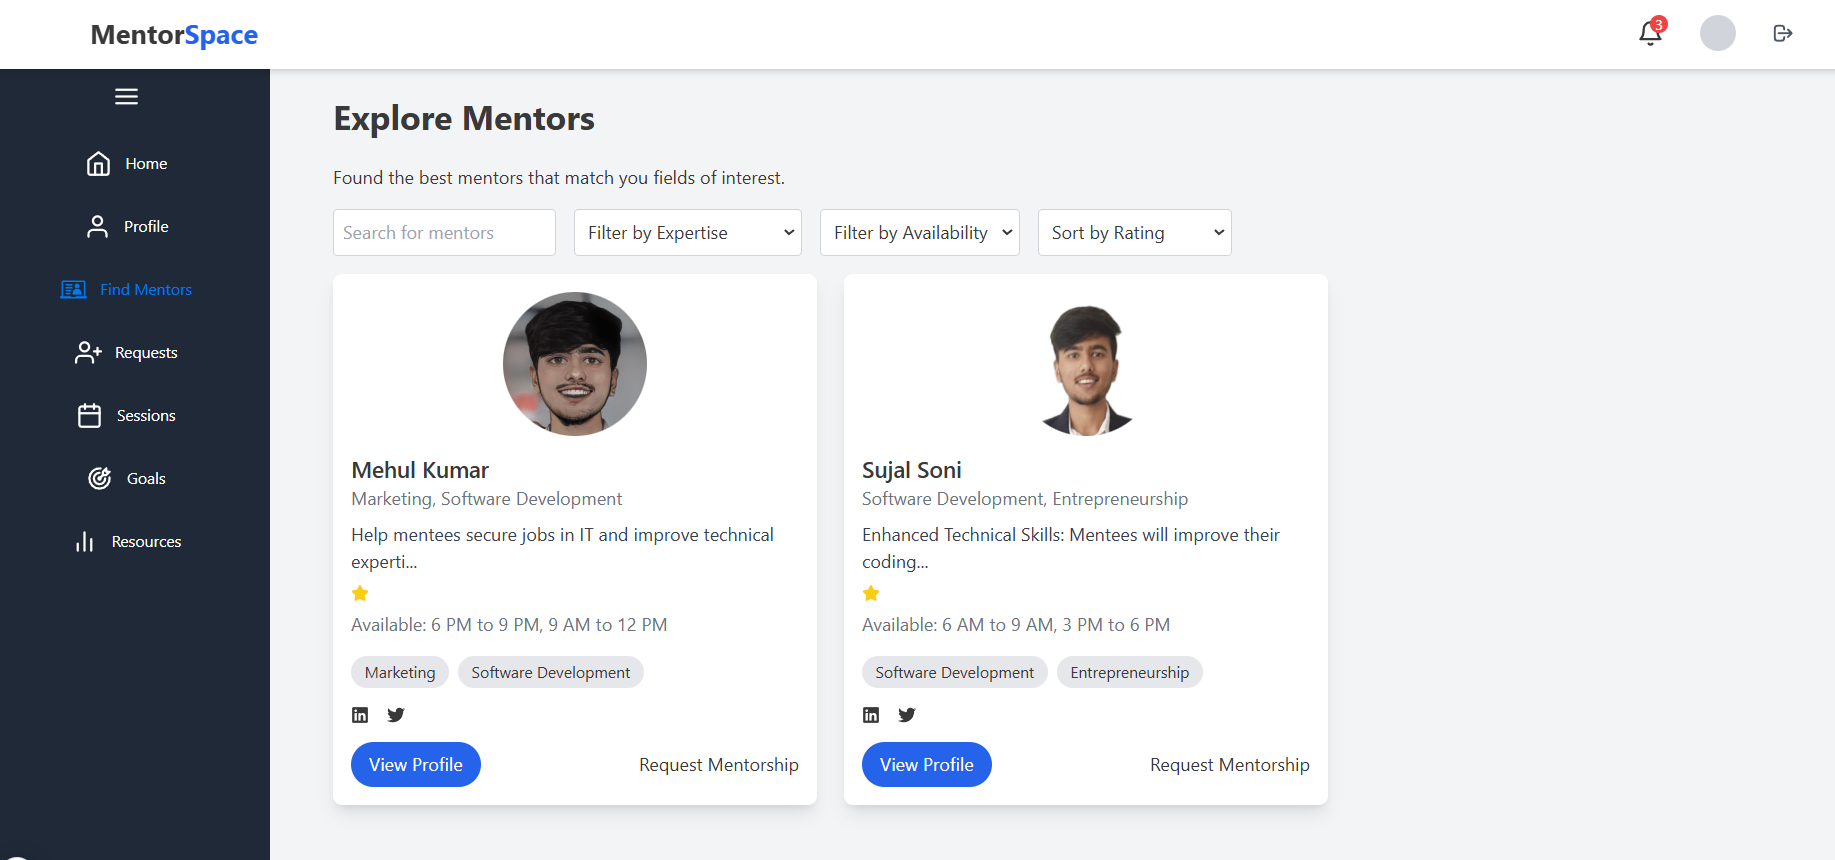 MentorSpace
3
Home
Profile
Find Mentors
Requests
Sessions
Goals
Resources
Explore Mentors
Found the best mentors that match you fields of interest.
Search for mentors
Filter by Expertise
Filter by Availability
Sort by Rating
Mehul Kumar
Marketing, Software Development
Help mentees secure jobs in IT and improve technical
experti...
Available: 6 PM to 9 PM, 9 AM to 12 PM
Marketing
Software Development
View Profile
Request Mentorship
Sujal Soni
Software Development, Entrepreneurship
Enhanced Technical Skills: Mentees will improve their
coding...
Available: 6 AM to 9 AM, 3 PM to 6 PM
Software Development
Entrepreneurship
View Profile
Request Mentorship